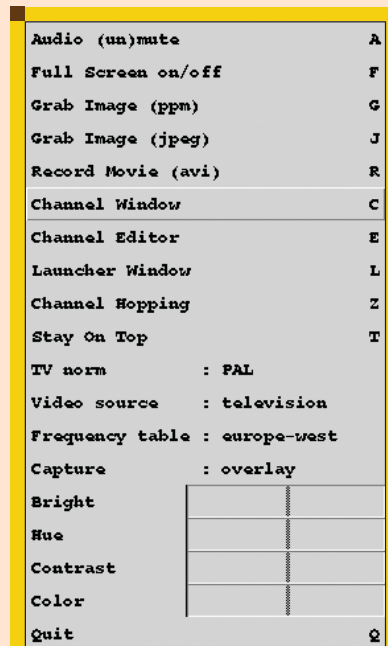 Audio (un)mute A
Full Screen on/off F
Grab Image (ppm) G
Grab Image (jpeg) J
Record Movie (avi) R
Channel Window C
Channel Editor E
Launcher Window L
Channel Hopping Z
Stay On Top T
TV norm : PAL
Video source : television
Frequency table : europe-west
Capture : overlay
Bright
Hue
Contrast
Color
Quit Q